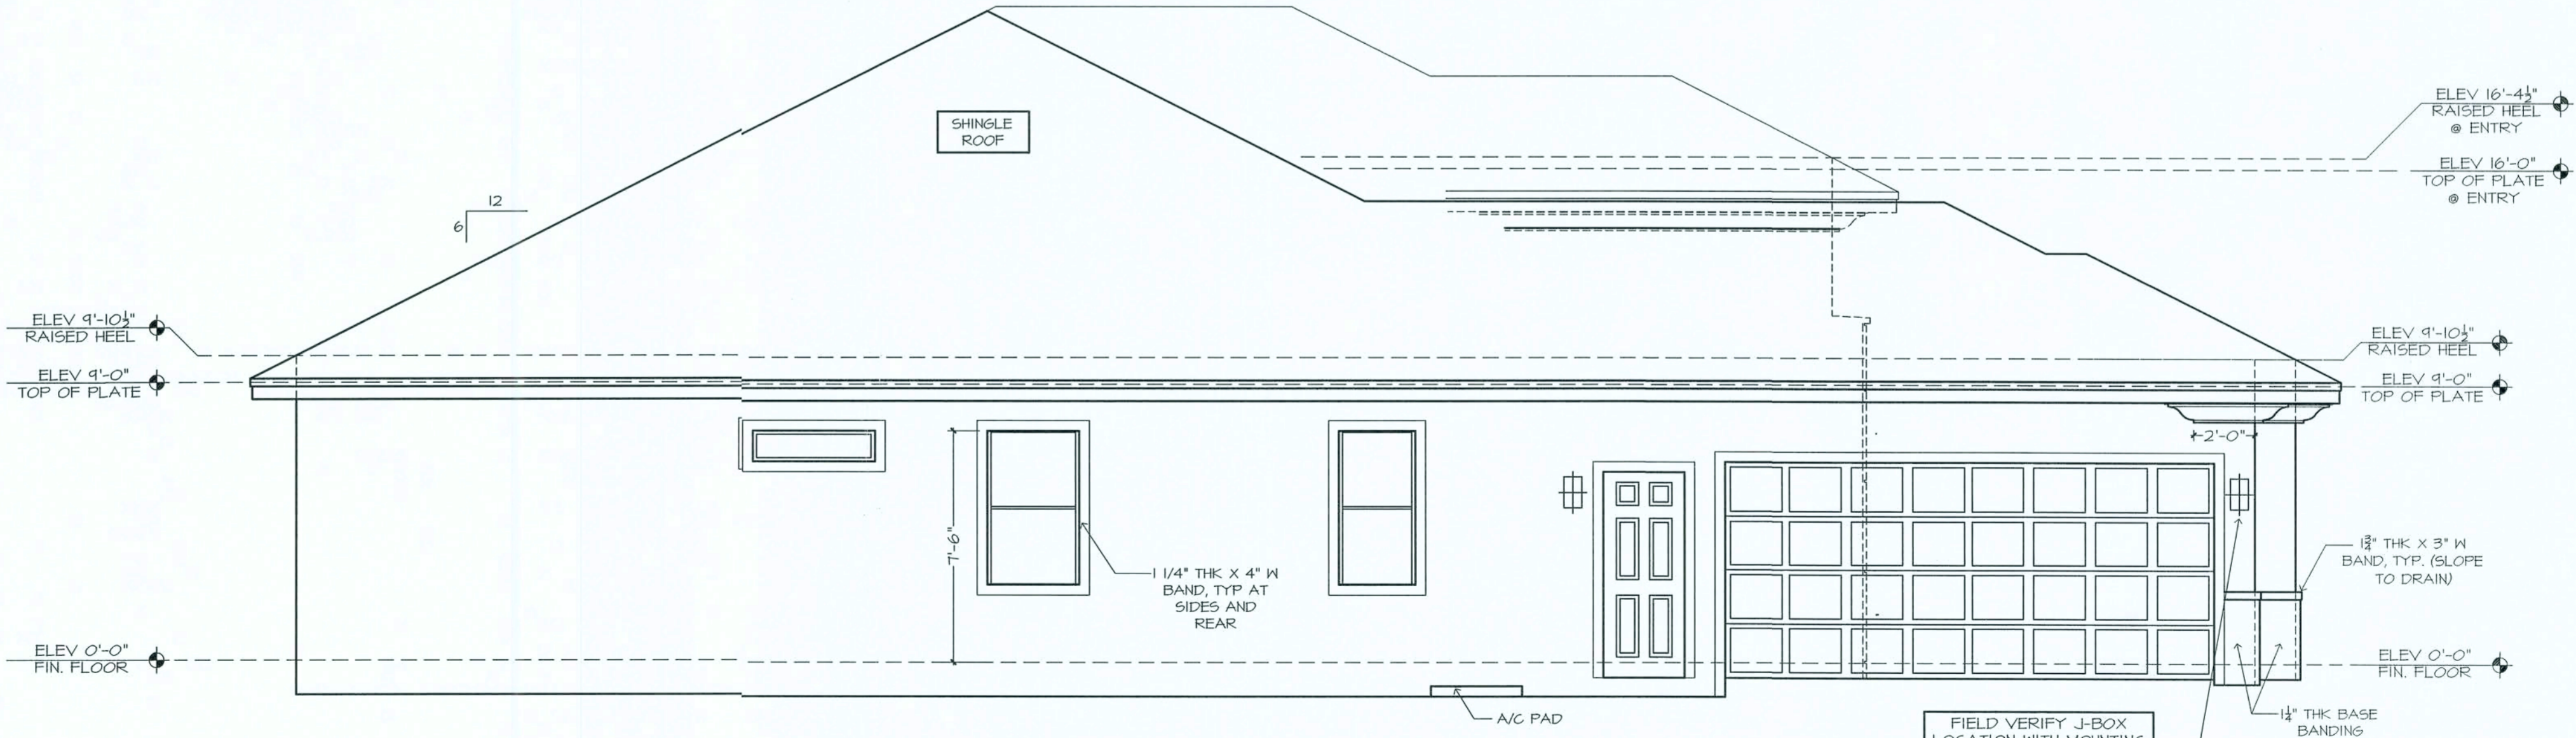 SHINGLE
ROOF
12
6
ELEV 16'-4½"
RAISED HEEL
@ ENTRY
ELEV 16'-0"
TOP OF PLATE
@ ENTRY
ELEV 9'-10½"
RAISED HEEL
ELEV 9'-0"
TOP OF PLATE
ELEV 9'-10½"
RAISED HEEL
ELEV 9'-0"
TOP OF PLATE
2'-0"
7'-6"
1 1/4" THK X 4" W
BAND, TYP AT
SIDES AND
REAR
1¾" THK X 3" W
BAND, TYP. (SLOPE
TO DRAIN)
ELEV 0'-0"
FIN. FLOOR
ELEV 0'-0"
FIN. FLOOR
A/C PAD
FIELD VERIFY J-BOX
LOCATION WITH MOUNTING
1¼" THK BASE
BANDING